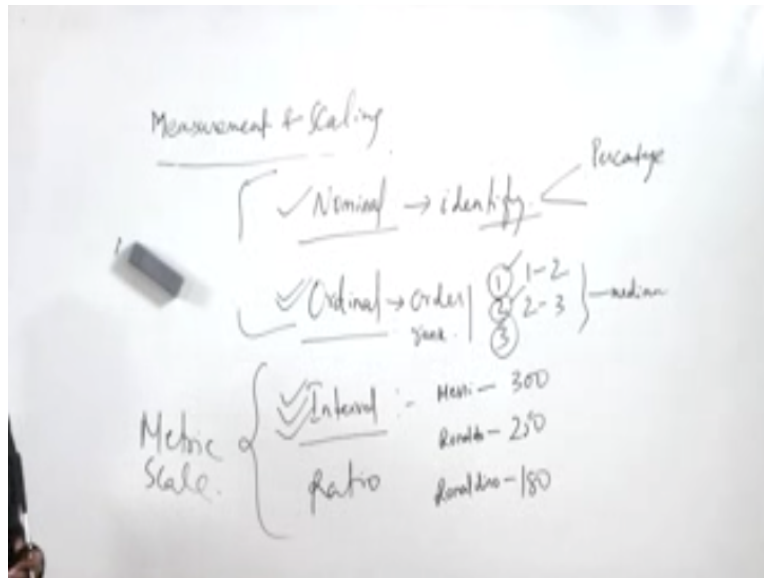 Measurement & Scaling
Nominal → identify
Percentage
Ordinal → order
rank.
1 1-2
2 2-3
3
median
Metric
Scale.
Interval :- Messi - 300
Ronaldo - 250
Ratio Ronaldino - 180